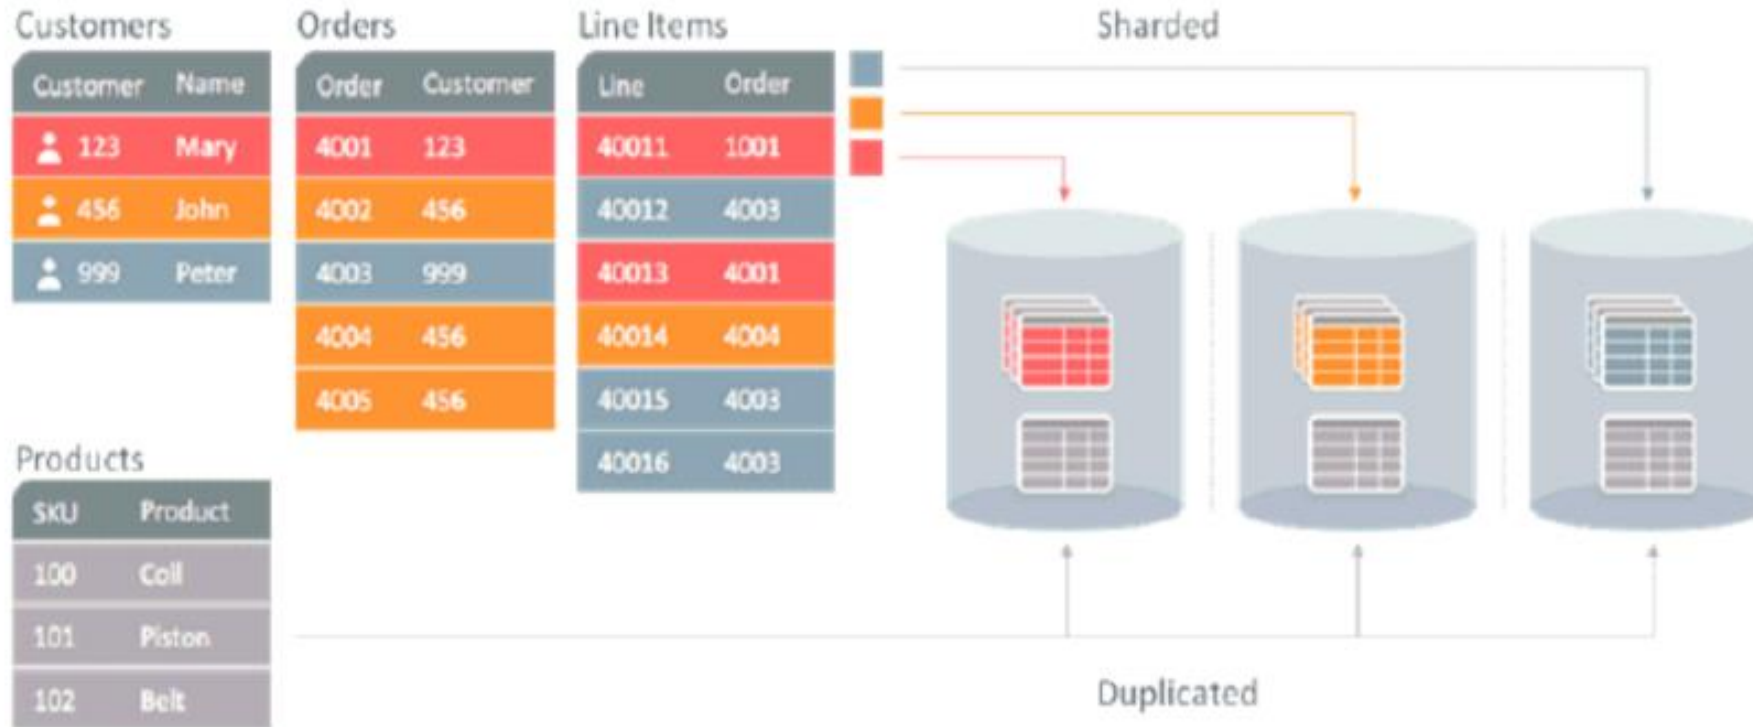 Customers
Customer Name
123 Mary
456 John
999 Peter
Orders
Order Customer
4001 123
4002 456
4003 999
4004 456
4005 456
Line Items
Line Order
40011 1001
40012 4003
40013 4001
40014 4004
40015 4003
40016 4003
Sharded
Products
SKU Product
100 Coil
101 Piston
102 Belt
Duplicated